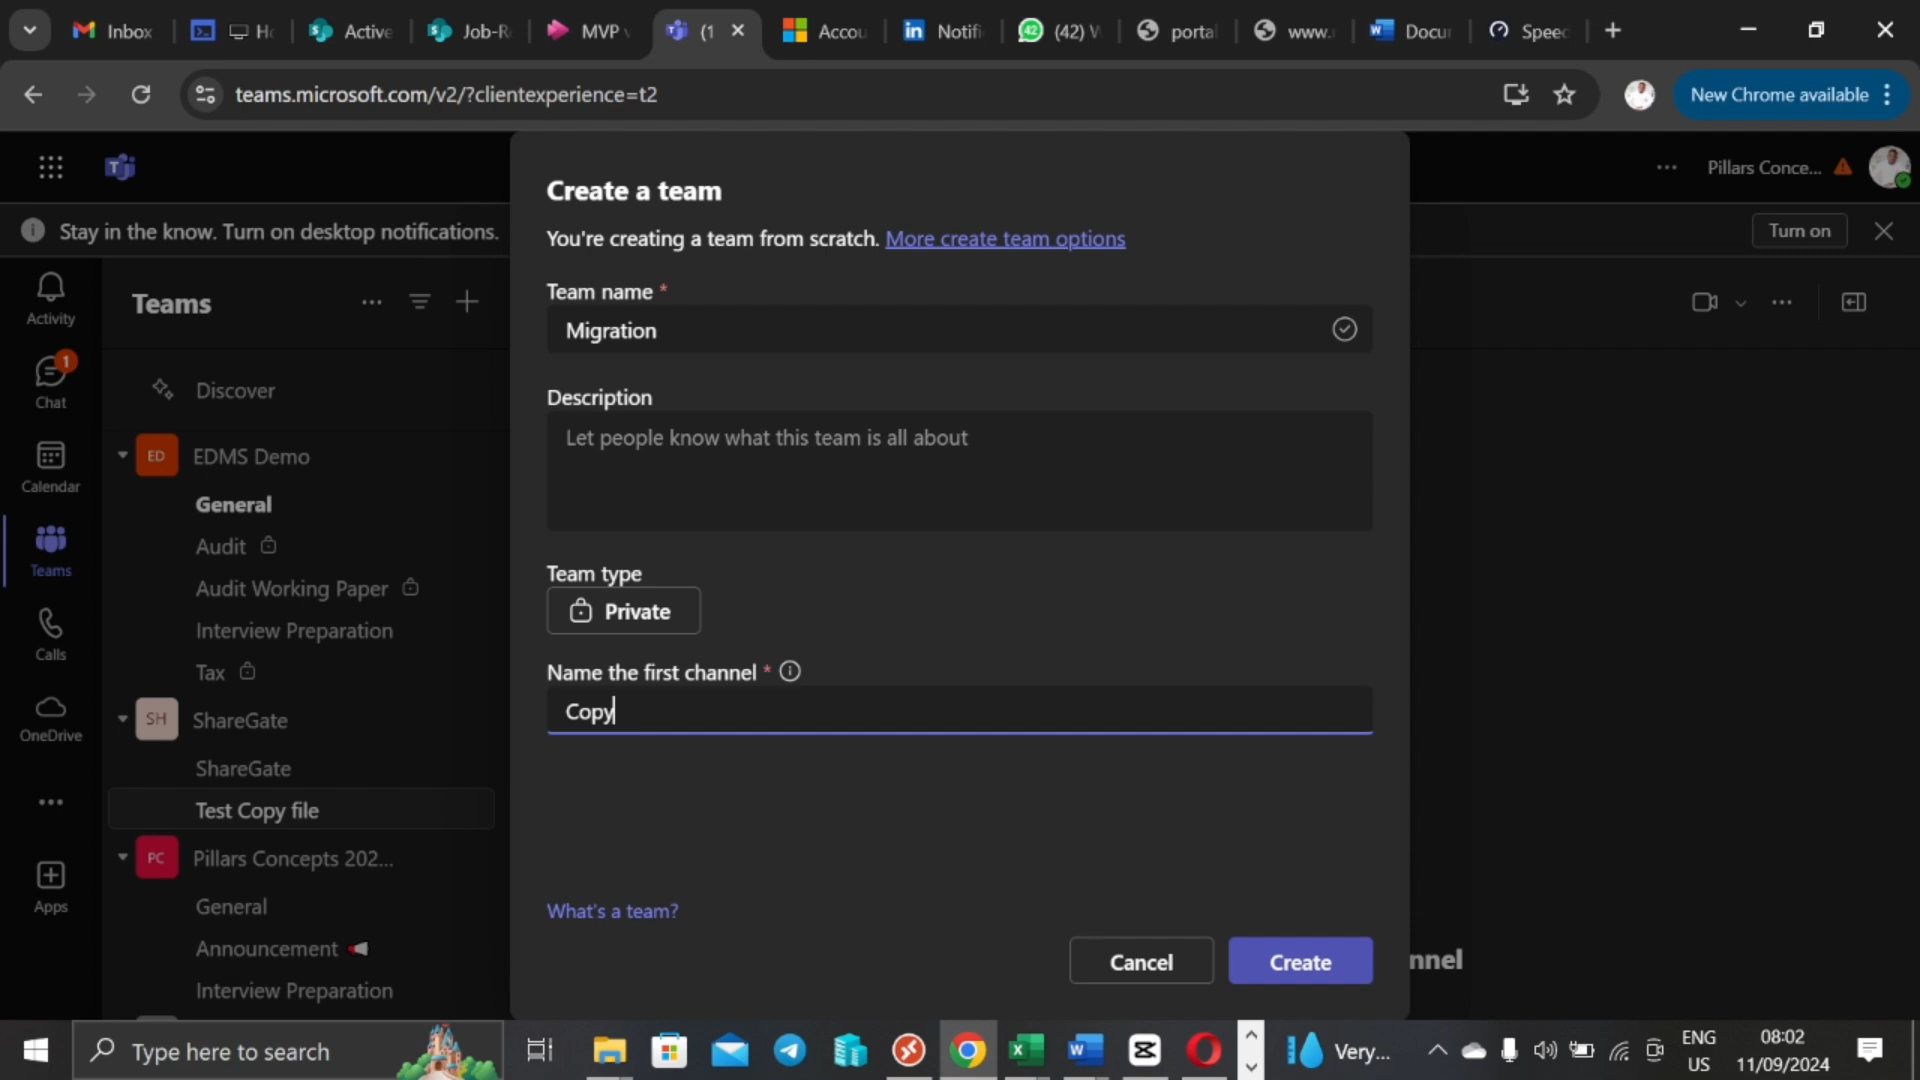 Inbox
Ho
Active
Job-R
MVP v
(1
Accou
Notifi
(42) W
portal
www.
Docu
Speed
teams.microsoft.com/v2/?clientexperience=t2
New Chrome available
Pillars Conce...
Stay in the know. Turn on desktop notifications.
Turn on
Activity
Chat
1
Calendar
Teams
Calls
OneDrive
Apps
Teams
Discover
ED
EDMS Demo
General
Audit
Audit Working Paper
Interview Preparation
Tax
SH
ShareGate
ShareGate
Test Copy file
PC
Pillars Concepts 202...
General
Announcement
Interview Preparation
Create a team
You're creating a team from scratch. More create team options
Team name *
Migration
Description
Let people know what this team is all about
Team type
Private
Name the first channel *
Copy
What's a team?
Cancel
Create
nnel
Type here to search
Very...
ENG
US
08:02
11/09/2024